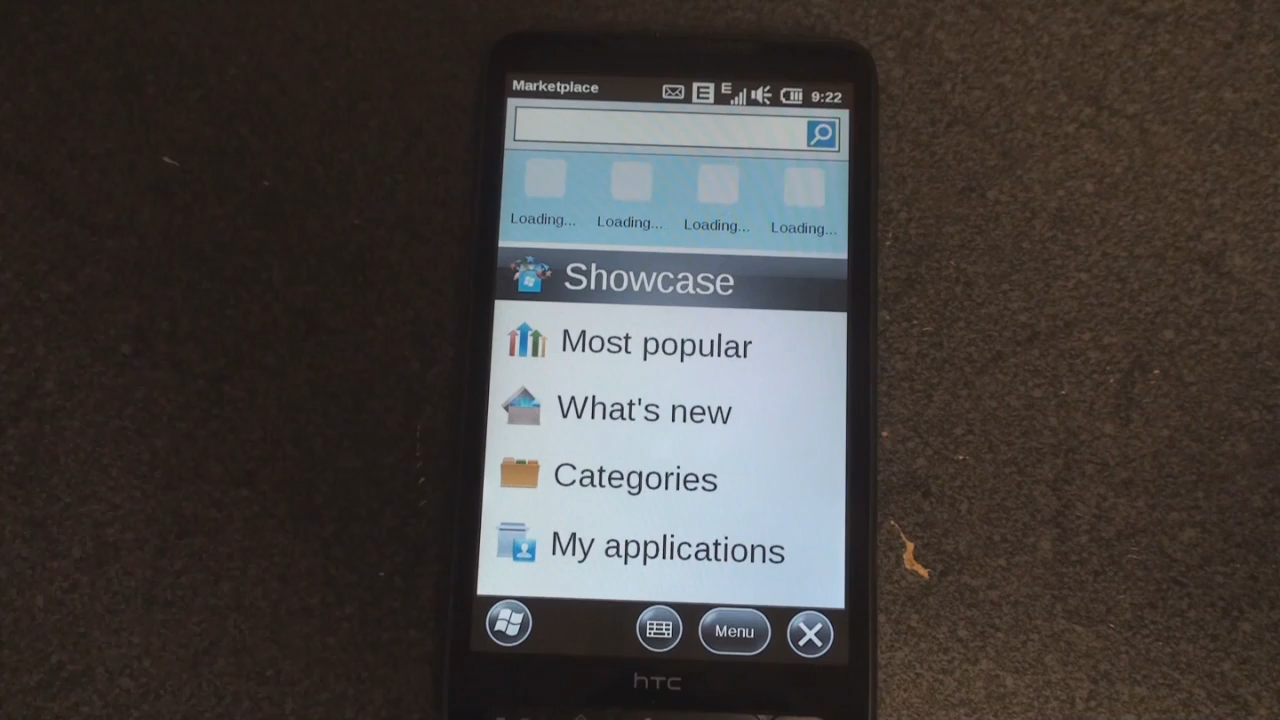 Marketplace E E 9:22
Loading... Loading... Loading... Loading...
Showcase
Most popular
What's new
Categories
My applications
Menu
hTC